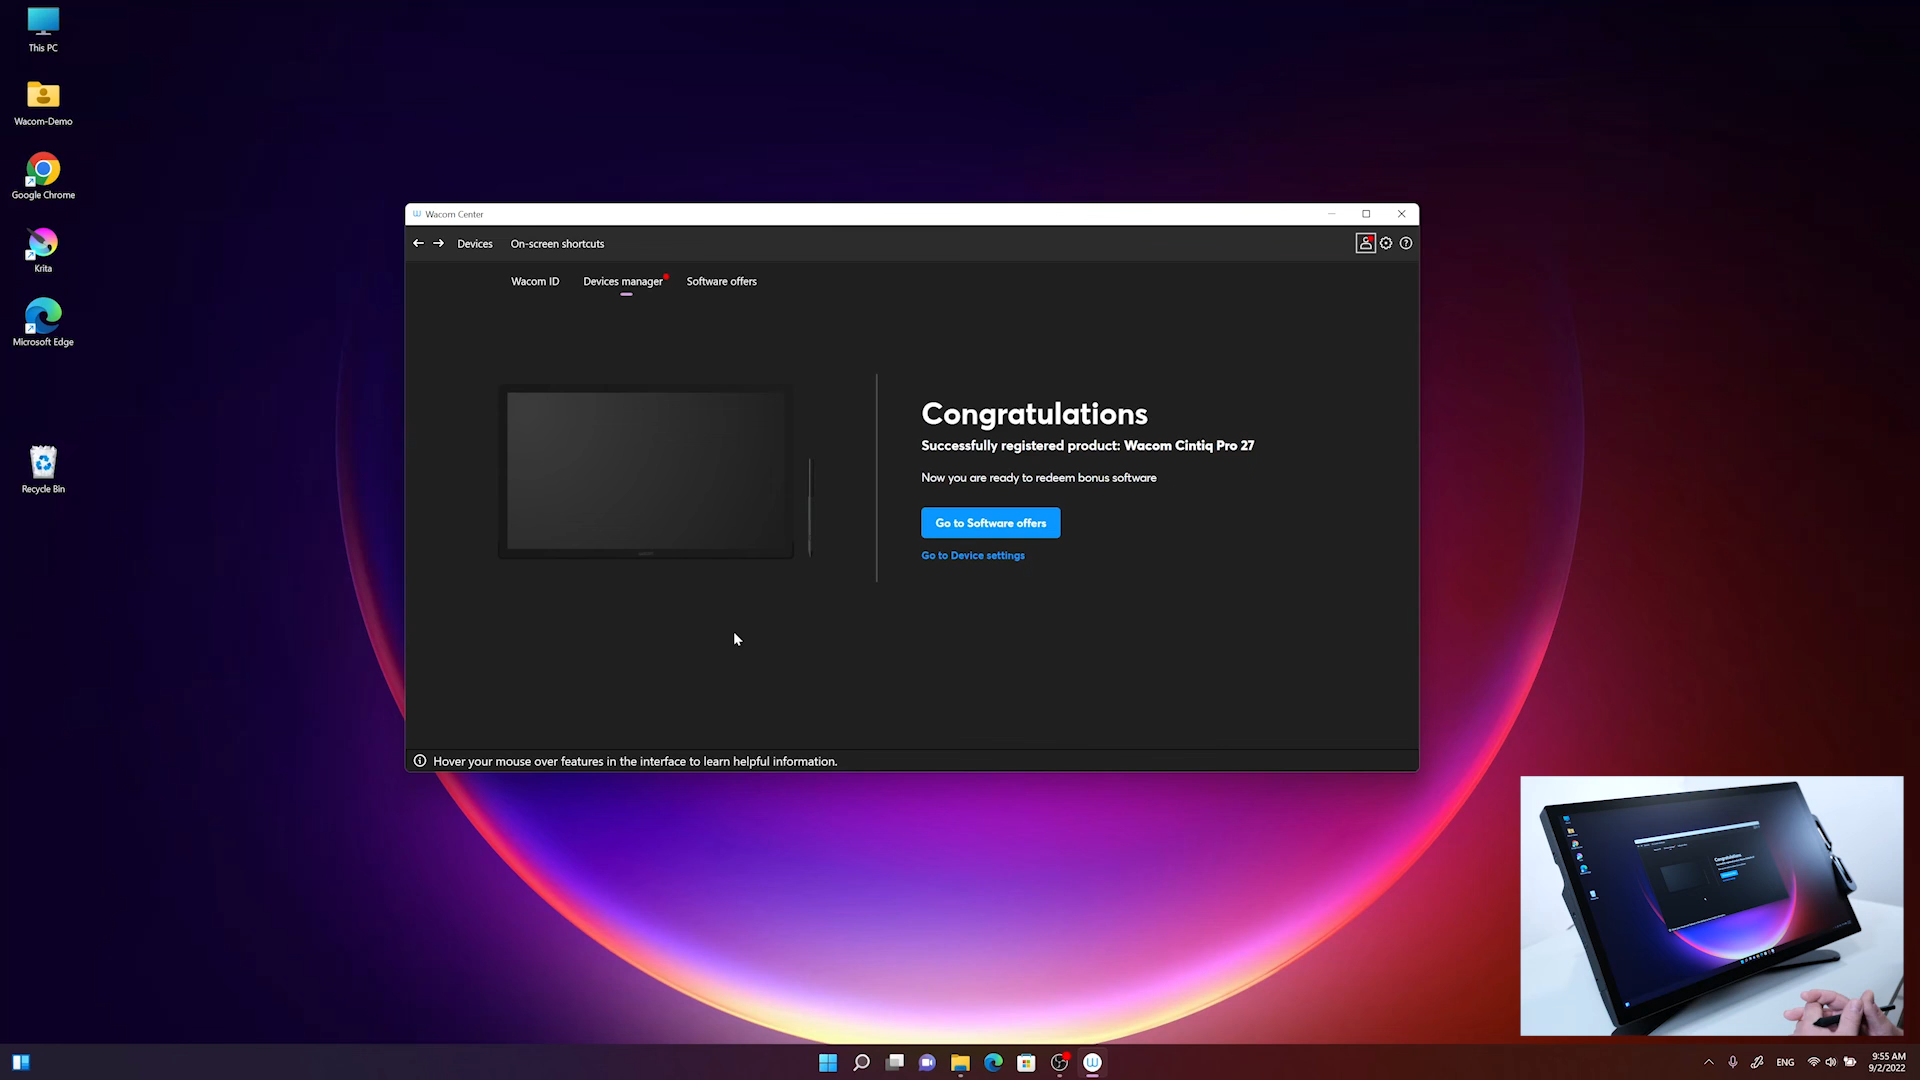 This PC
Wacom-Demo
Google Chrome
Krita
Microsoft Edge
Recycle Bin
Wacom Center
Devices
On-screen shortcuts
Wacom ID
Devices manager
Software offers
Congratulations
Successfully registered product: Wacom Cintiq Pro 27
Now you are ready to redeem bonus software
Go to Software offers
Go to Device settings
Hover your mouse over features in the interface to learn helpful information.
Congratulations
ENG
9:55 AM
9/2/2022